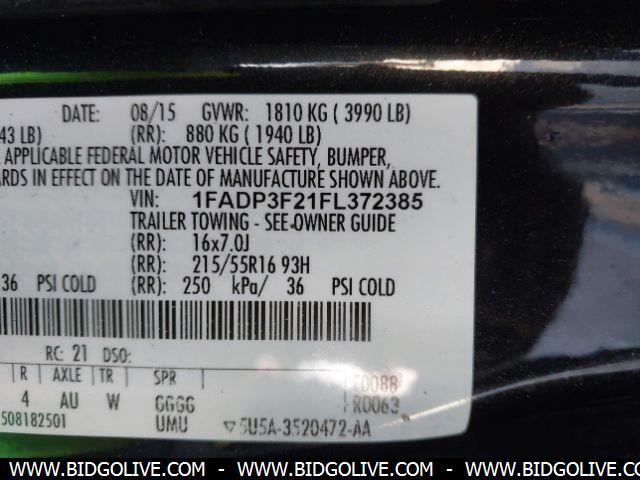 DATE: 08/15 GVWR: 1810 KG ( 3990 LB)
43 LB) (RR): 880 KG ( 1940 LB)
APPLICABLE FEDERAL MOTOR VEHICLE SAFETY, BUMPER,
ARDS IN EFFECT ON THE DATE OF MANUFACTURE SHOWN ABOVE.
VIN: 1FADP3F21FL372385
TRAILER TOWING - SEE OWNER GUIDE
(RR): 16x7.0J
(RR): 215/55R16 93H
36 PSI COLD (RR): 250 kPa/ 36 PSI COLD
RC: 21 DSO:
R AXLE TR SPR
4 AU W GGGG
508182501 UMU
F0088
R0063
5U5A-3520472-AA
WWW.BIDGOLIVE.COM - WWW.BIDGOLIVE.COM - WWW.BIDGOLIVE.COM - WWW.BIDGOLIVE.COM